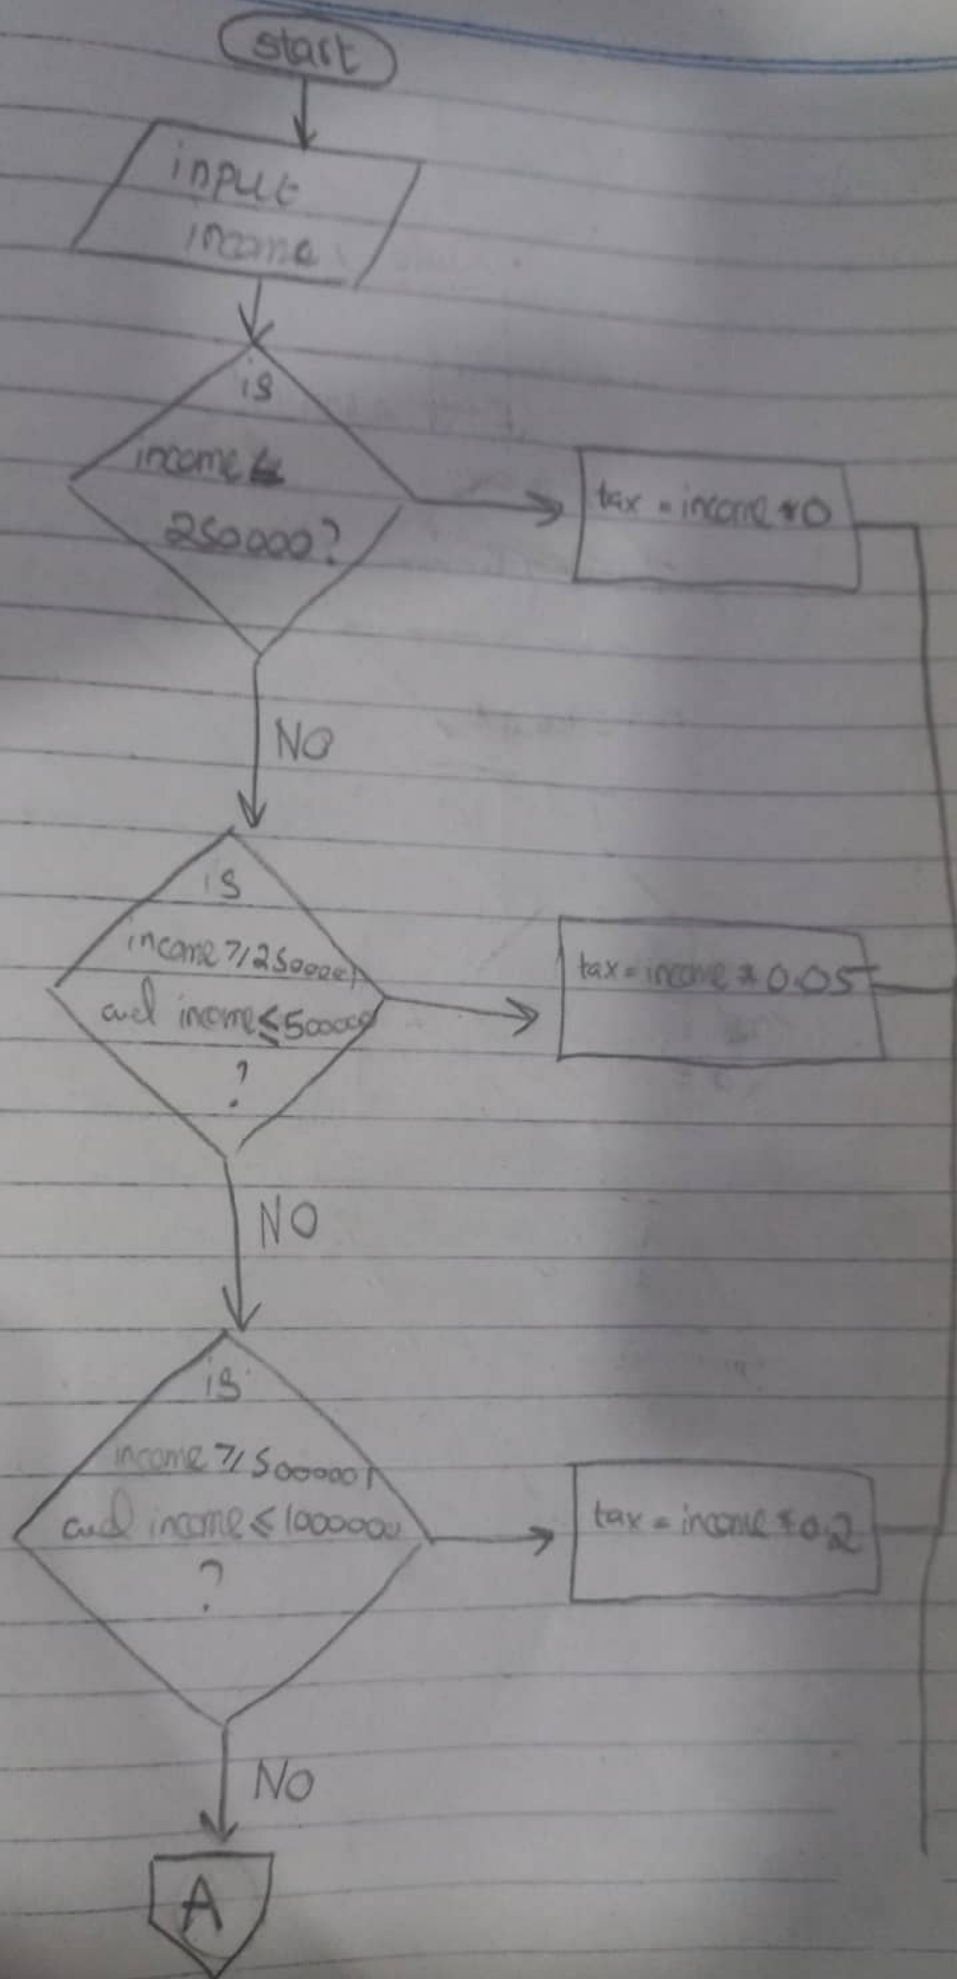 start
input
income
is
income
250000?
tax = income * 0
NO
is
income ≥ 250001
and income ≤ 500000
?
tax = income * 0.05
NO
is
income ≥ 500001
and income ≤ 1000000
?
tax = income * 0.2
NO
A